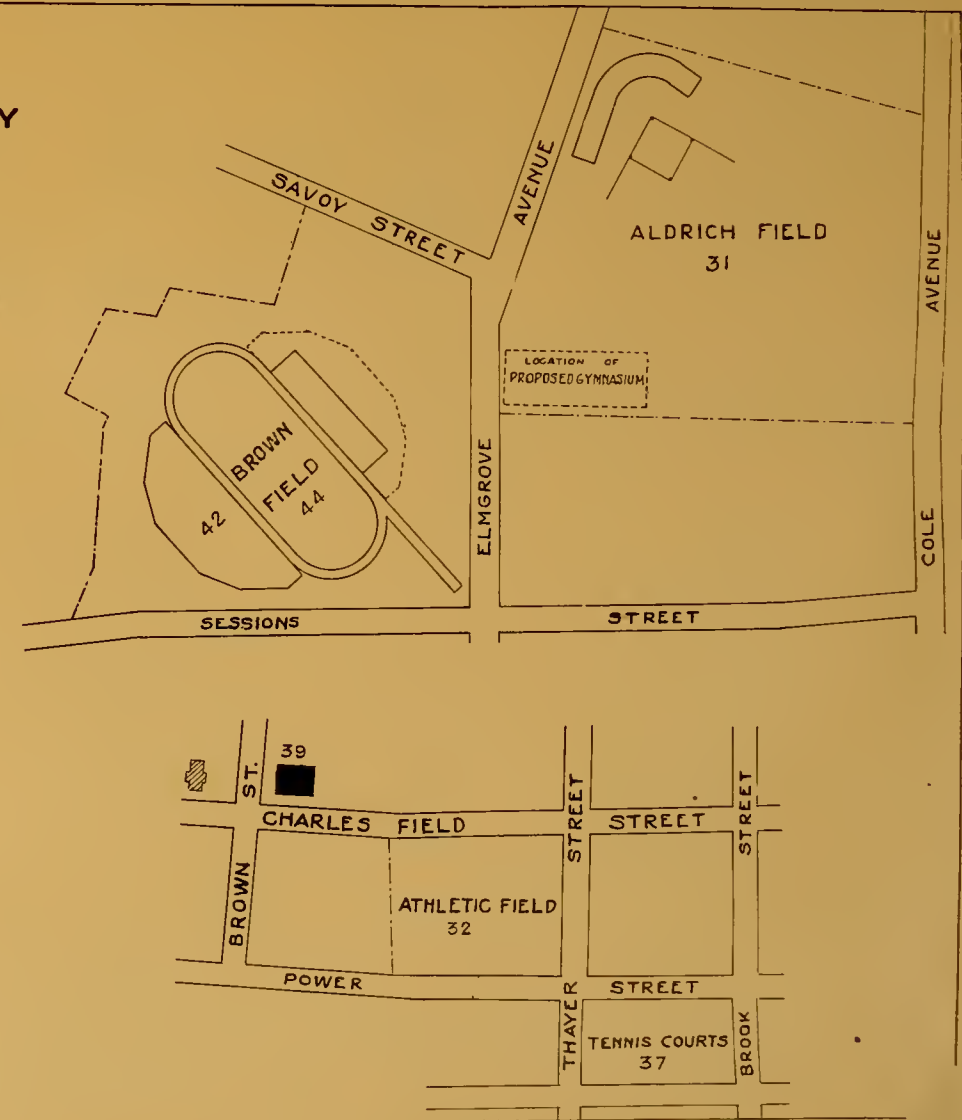 Y
SAVOY STREET
AVENUE
ALDRICH FIELD
31
AVENUE
LOCATION OF
PROPOSED GYMNASIUM
BROWN
FIELD
44
42
ELMGROVE
COLE
SESSIONS STREET
39
ST.
CHARLES FIELD STREET
STREET
STREET
BROWN
ATHLETIC FIELD
32
POWER STREET
THAYER
TENNIS COURTS
37
BROOK